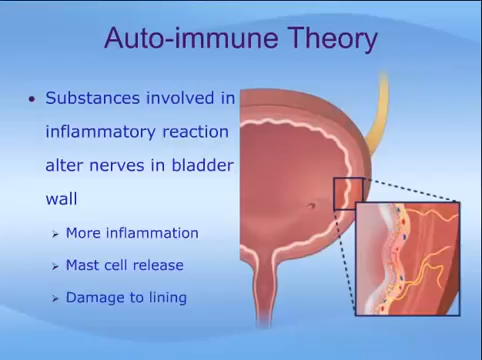 Auto-immune Theory
• Substances involved in
inflammatory reaction
alter nerves in bladder
wall
➢ More inflammation
➢ Mast cell release
➢ Damage to lining